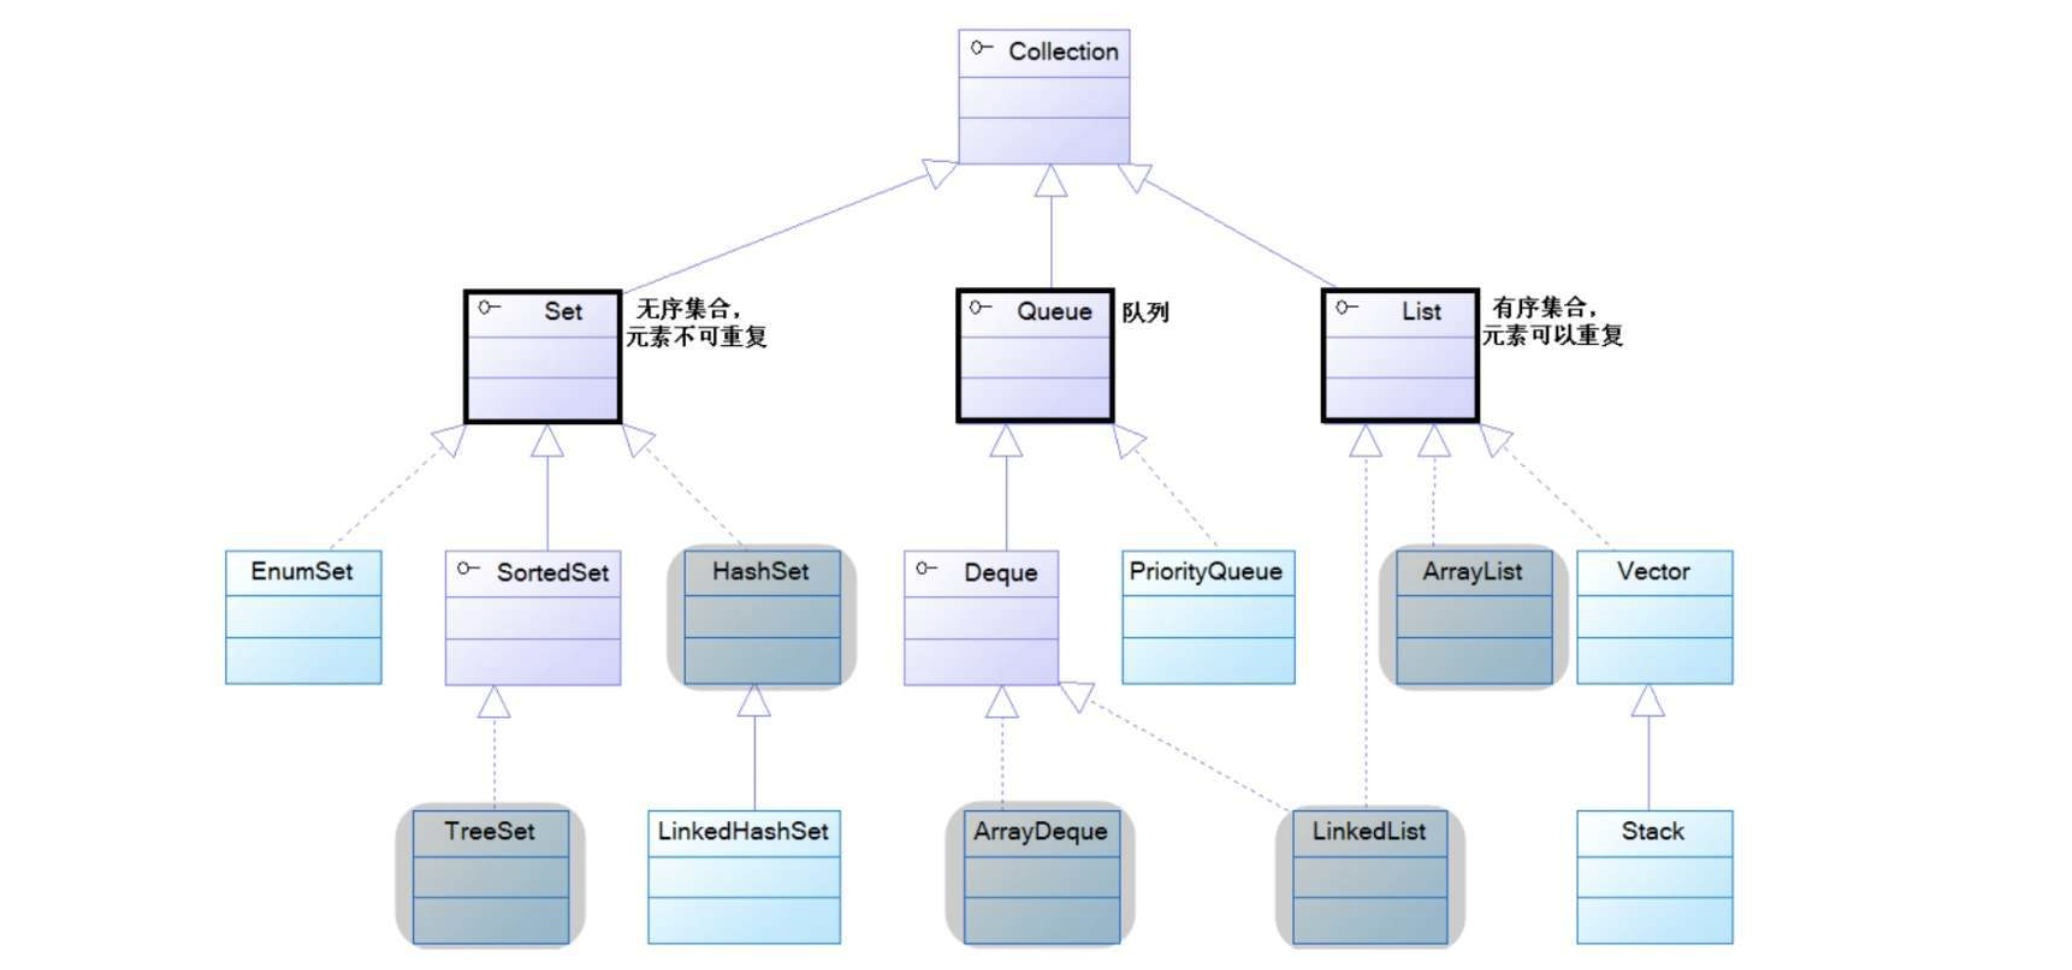 Collection
Set
无序集合，
元素不可重复
Queue
队列
List
有序集合，
元素可以重复
EnumSet
SortedSet
HashSet
Deque
PriorityQueue
ArrayList
Vector
TreeSet
LinkedHashSet
ArrayDeque
LinkedList
Stack